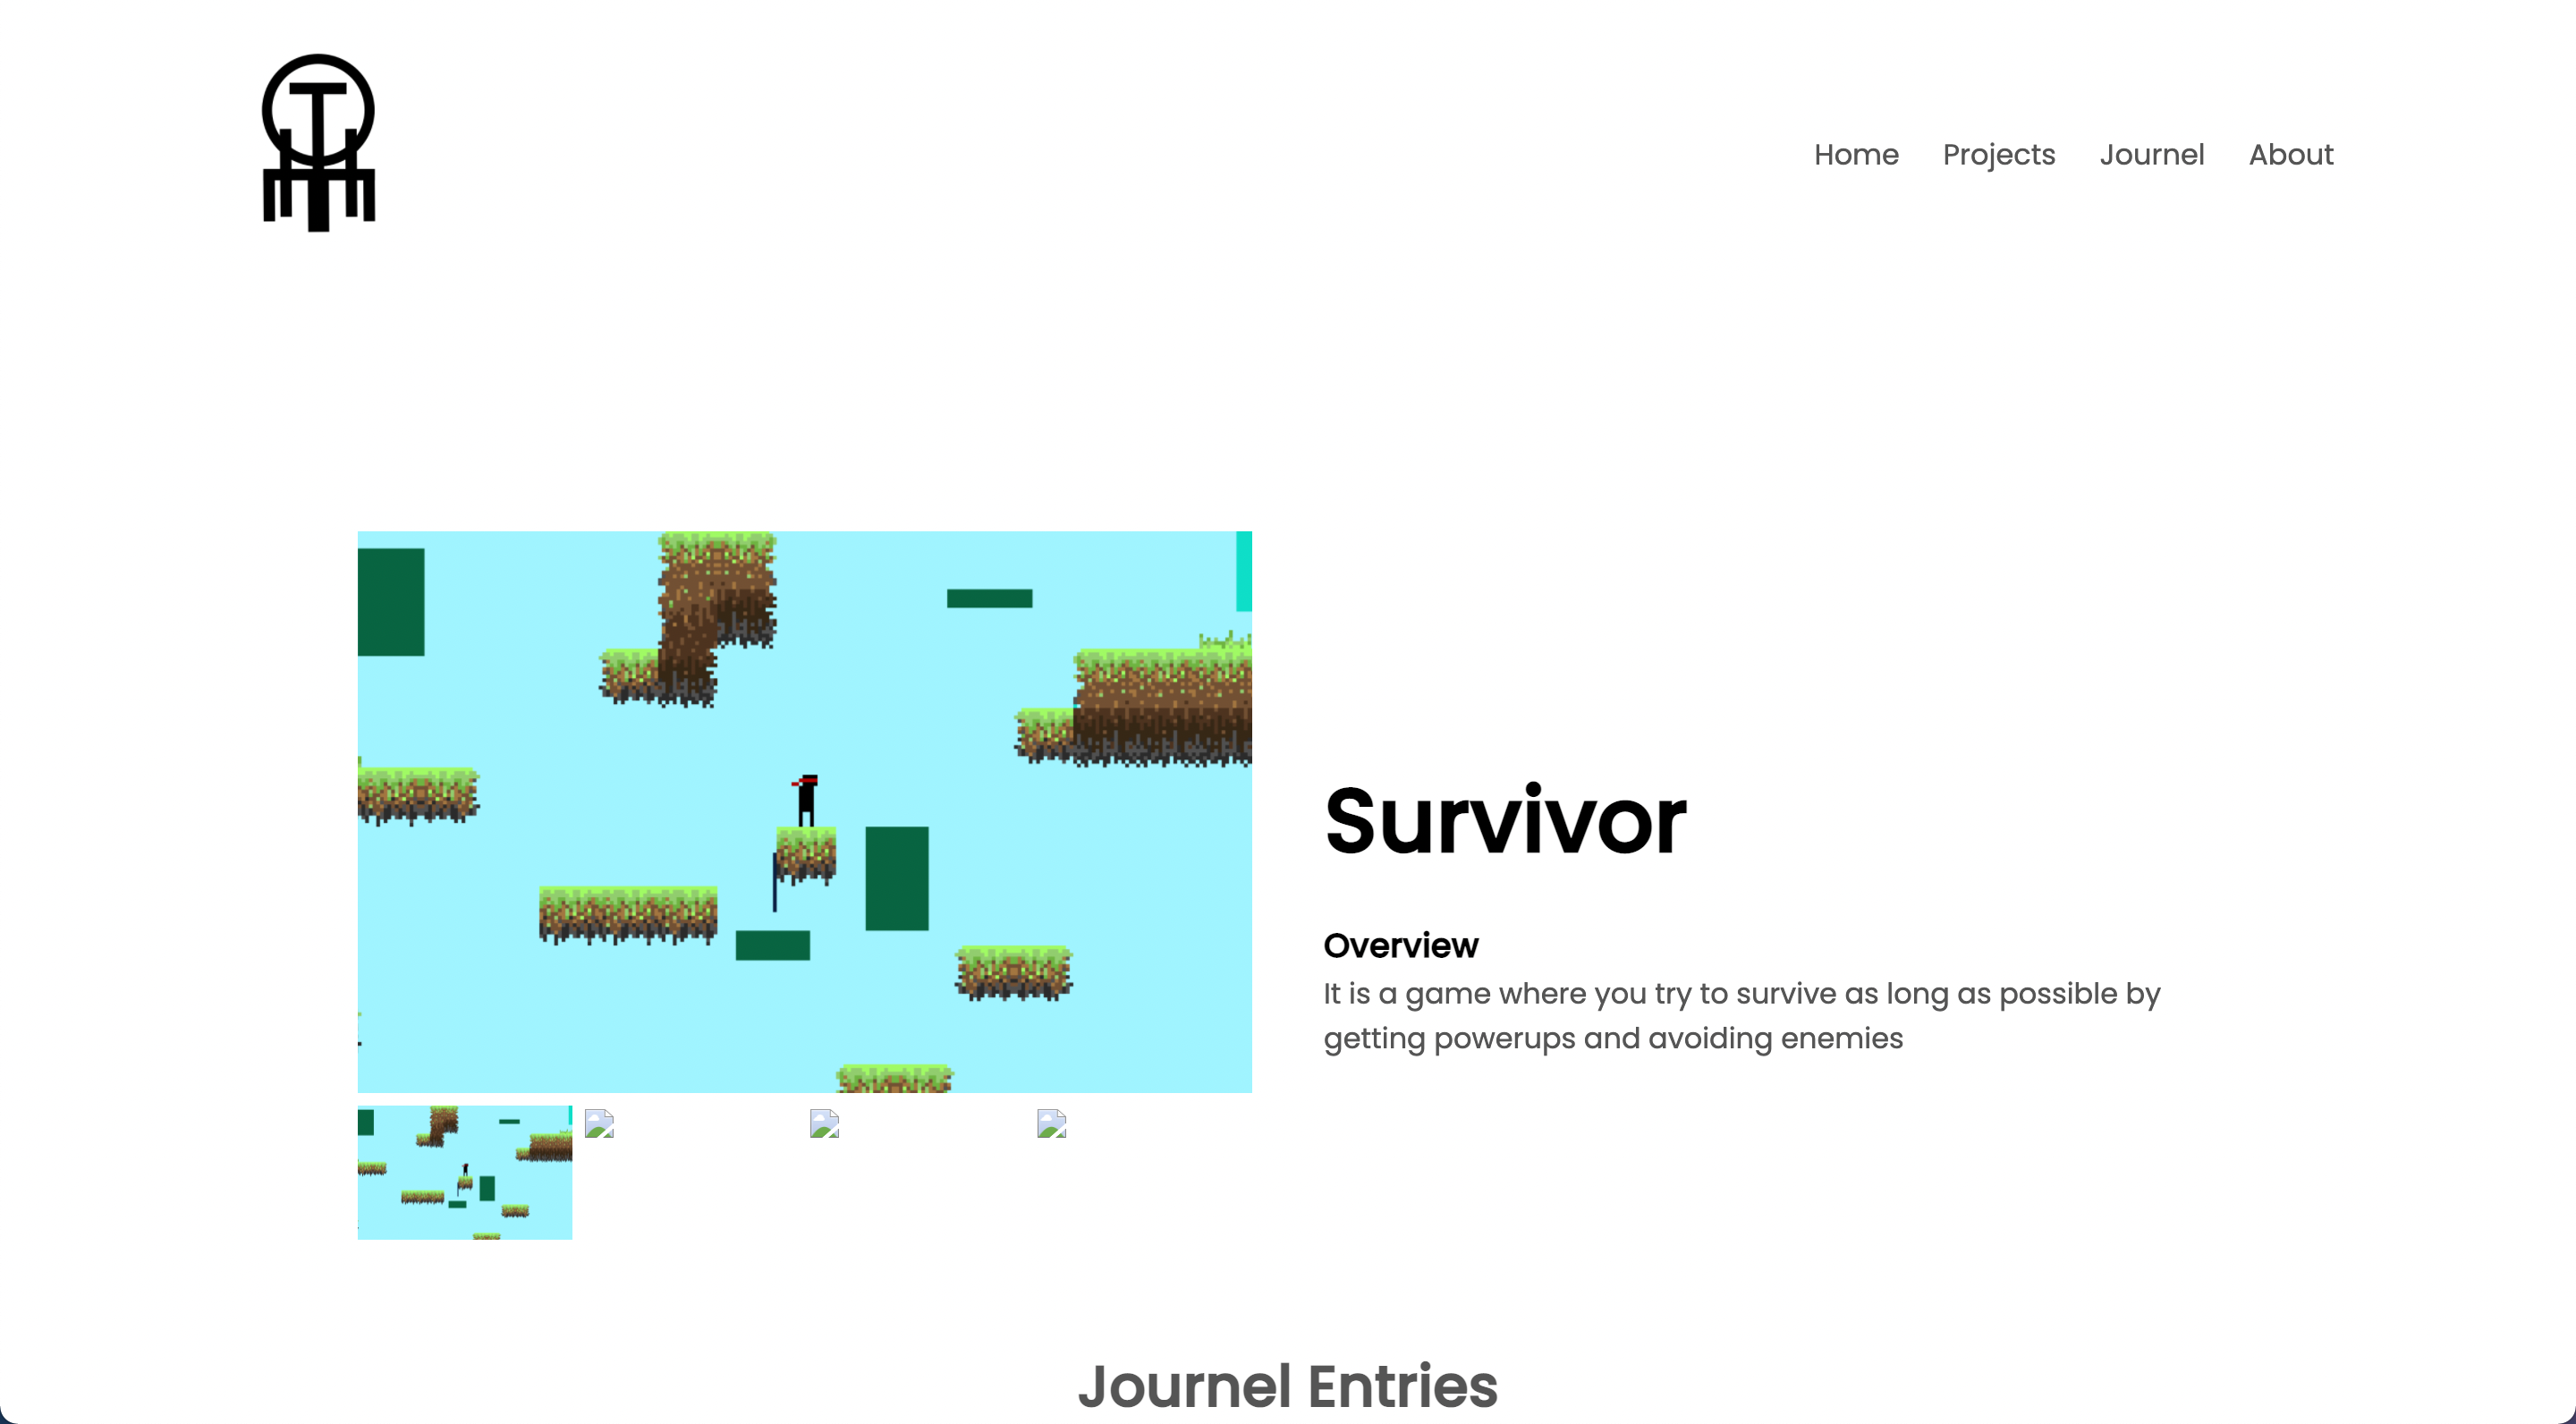 T
Home Projects Journel About
Survivor
Overview
It is a game where you try to survive as long as possible by
getting powerups and avoiding enemies
Journel Entries